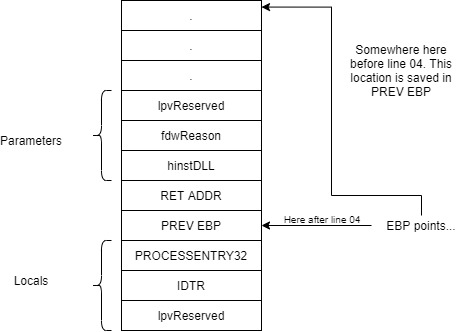 .
.
.
Somewhere here
before line 04. This
location is saved in
PREV EBP
lpvReserved
Parameters
fdwReason
hinstDLL
RET ADDR
PREV EBP
Here after line 04
EBP points...
PROCESSENTRY32
Locals
IDTR
lpvReserved